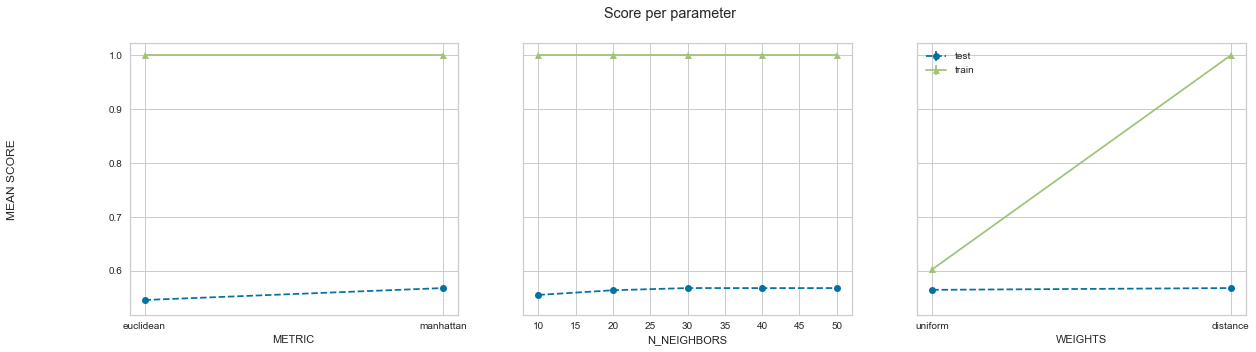 Score per parameter
MEAN SCORE
1.0
0.9
0.8
0.7
0.6
euclidean manhattan
METRIC
10 15 20 25 30 35 40 45 50
N_NEIGHBORS
test
train
uniform distance
WEIGHTS